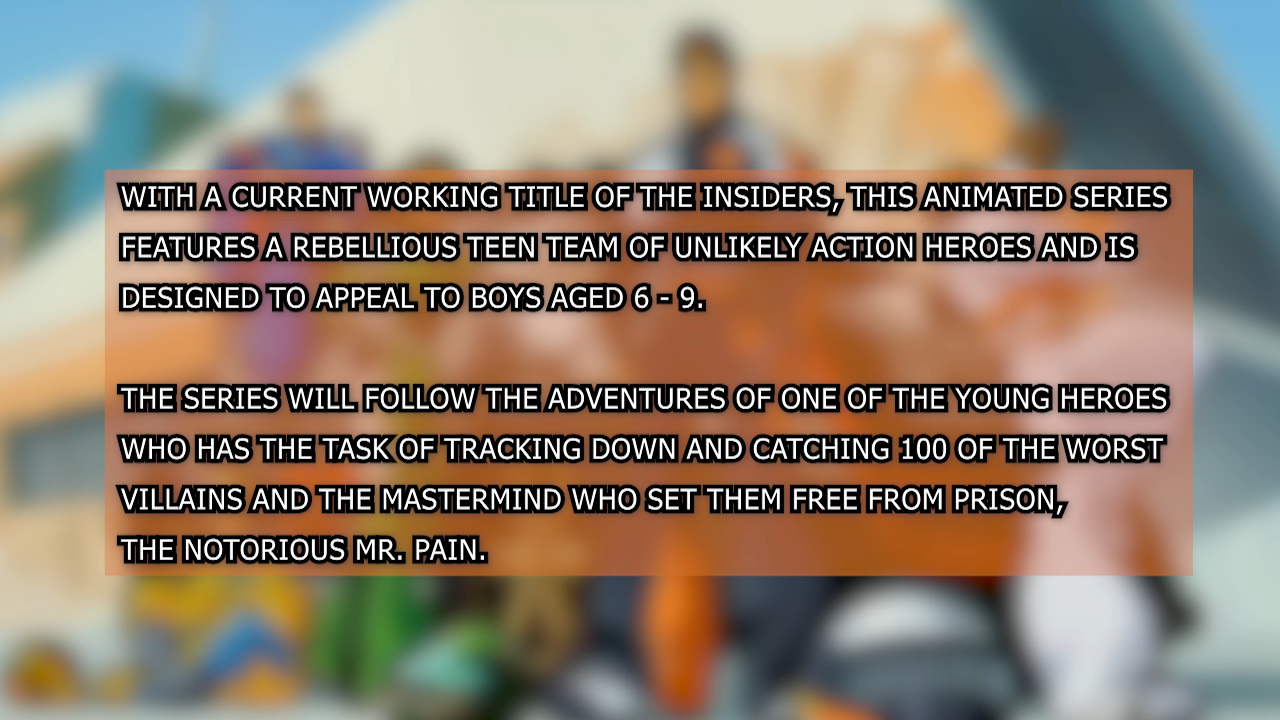 WITH A CURRENT WORKING TITLE OF THE INSIDERS, THIS ANIMATED SERIES
FEATURES A REBELLIOUS TEEN TEAM OF UNLIKELY ACTION HEROES AND IS
DESIGNED TO APPEAL TO BOYS AGED 6 - 9.
THE SERIES WILL FOLLOW THE ADVENTURES OF ONE OF THE YOUNG HEROES
WHO HAS THE TASK OF TRACKING DOWN AND CATCHING 100 OF THE WORST
VILLAINS AND THE MASTERMIND WHO SET THEM FREE FROM PRISON,
THE NOTORIOUS MR. PAIN.